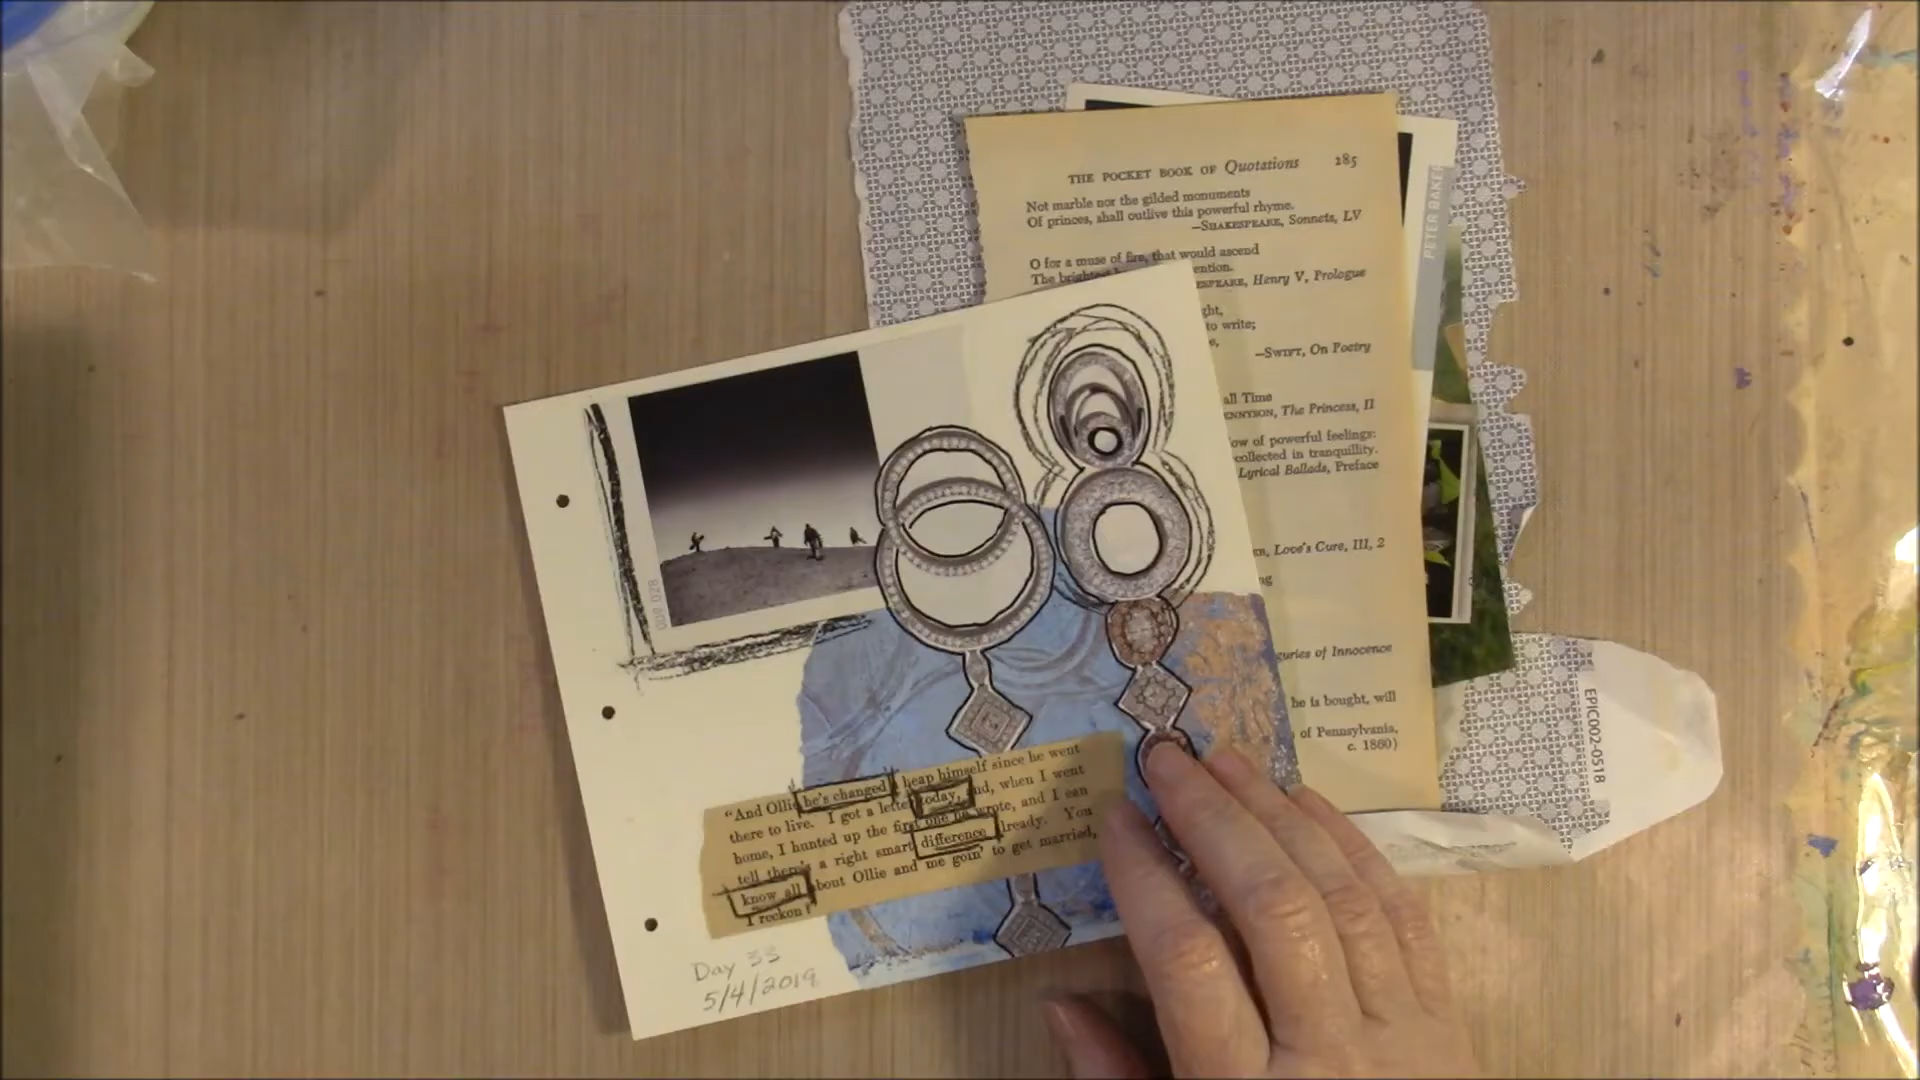 THE POCKET BOOK OF Quotations 285
Not marble nor the gilded monuments
Of princes, shall outlive this powerful rhyme.
—SHAKESPEARE, Sonnets, LV
O for a muse of fire, that would ascend
The brightest
Henry V, Prologue
to write;
—SWIFT, On Poetry
all Time
The Princess, II
of powerful feelings:
collected in tranquillity.
Lyrical Ballads, Preface
Love's Cure, III, 2
of Innocence
he is bought, will
of Pennsylvania,
c. 1860)
PETER BAKE
EPIC002-0518
"And Ollie he's changed heap himself since he went
there to live. I got a letter today, and, when I went
home, I hunted up the first one he wrote, and I can
tell there's a right smart difference already. You
know all about Ollie and me goin' to get married,
I reckon?
Day 33
5/4/2019